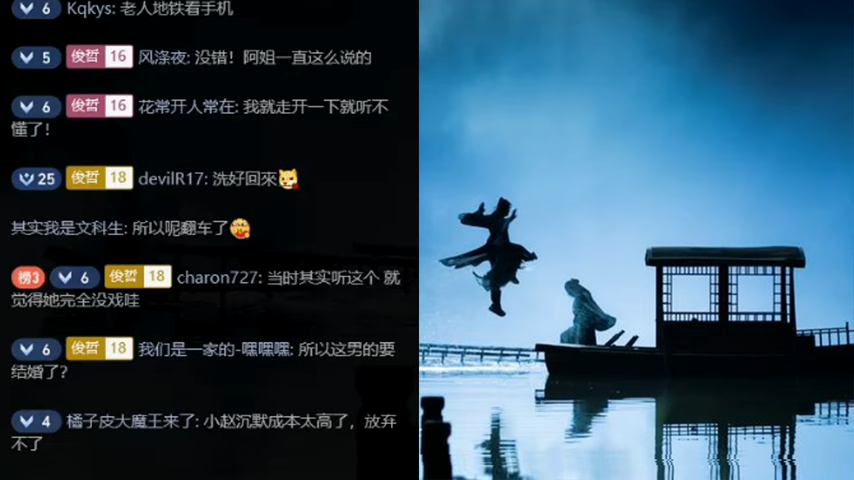 6 Kqkys: 老人地铁看手机
5 俊哲 16 风涤夜: 没错！阿姐一直这么说的
6 俊哲 16 花常开人常在: 我就走开一下就听不
懂了！
25 俊哲 18 devilR17: 洗好回來
其实我是文科生: 所以呢翻车了
榜3 6 俊哲 18 charon727: 当时其实听这个 就
觉得她完全没戏哇
6 俊哲 18 我们是一家的-嘿嘿嘿: 所以这男的要
结婚了?
4 橘子皮大魔王来了: 小赵沉默成本太高了，放弃
不了